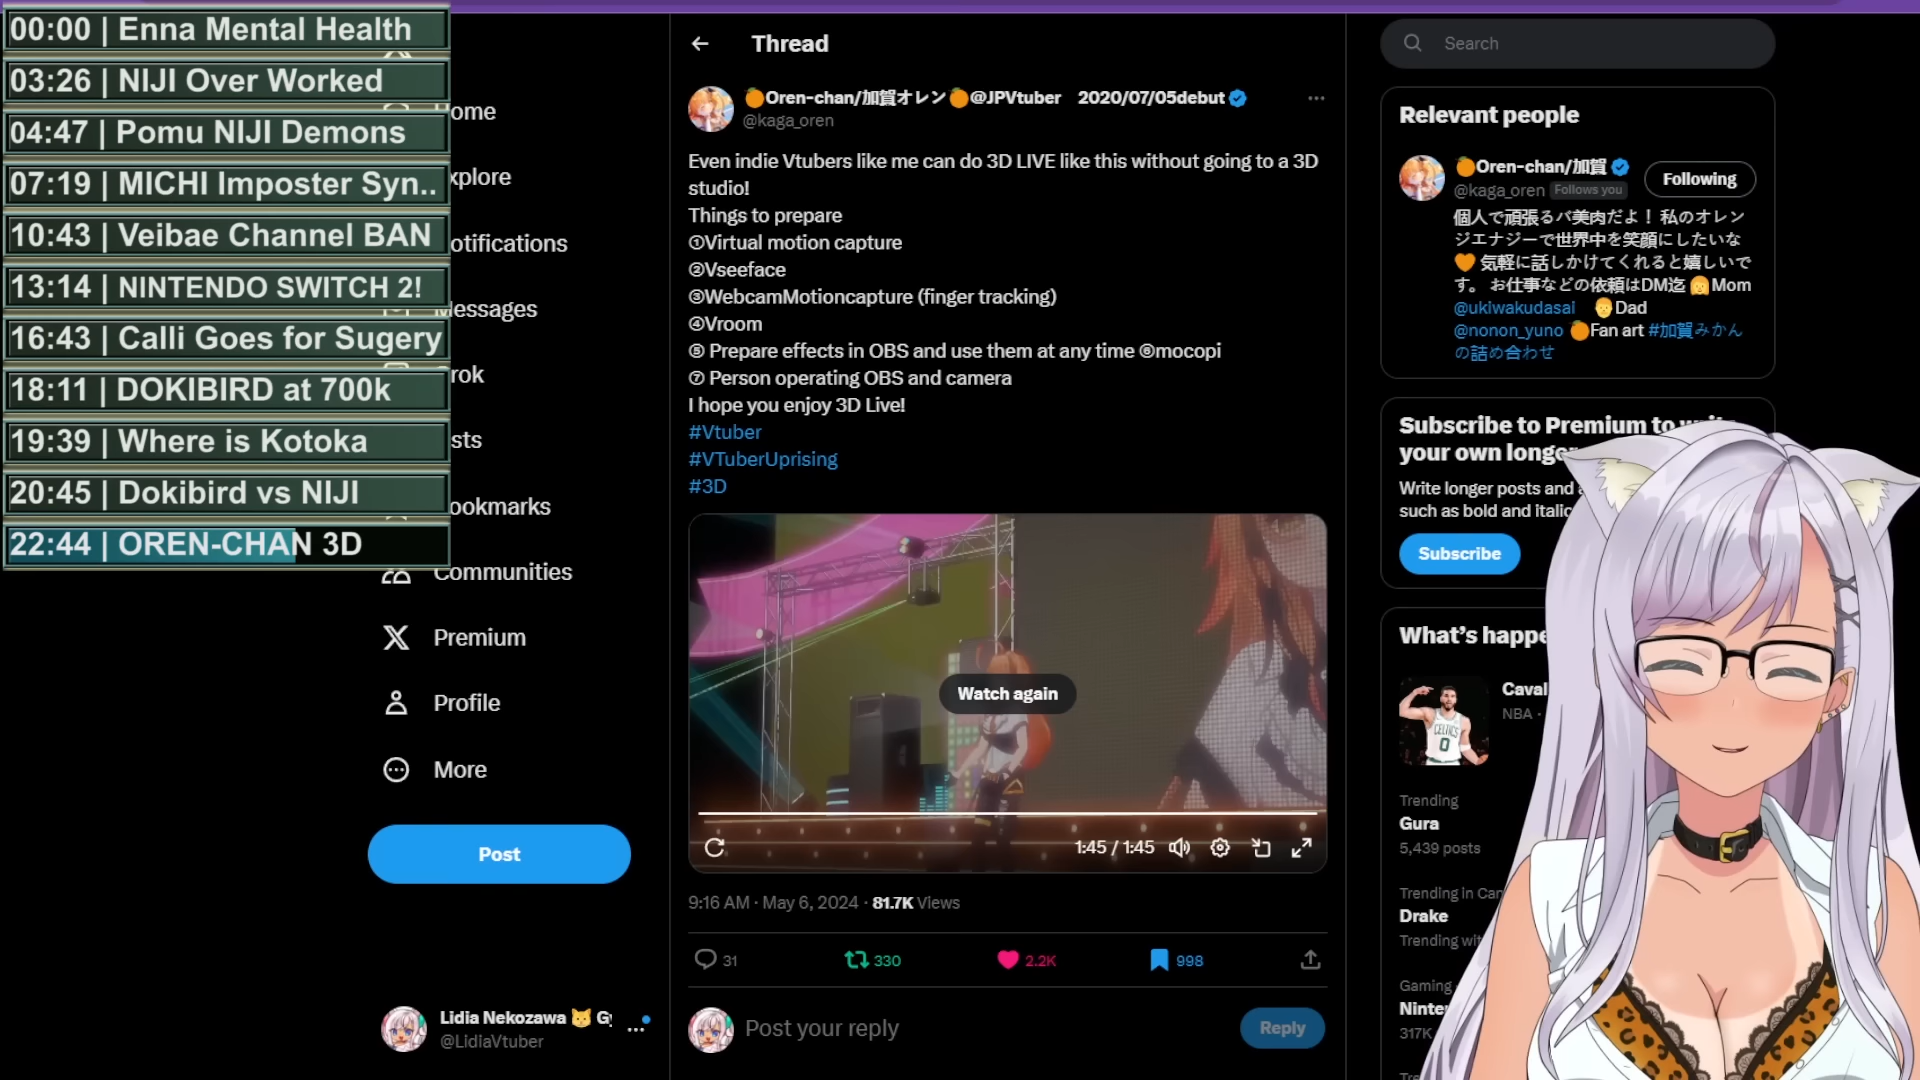 00:00 | Enna Mental Health
03:26 | NIJI Over Worked
04:47 | Pomu NIJI Demons
07:19 | MICHI Imposter Syn..
10:43 | Veibae Channel BAN
13:14 | NINTENDO SWITCH 2!
16:43 | Calli Goes for Sugery
18:11 | DOKIBIRD at 700k
19:39 | Where is Kotoka
20:45 | Dokibird vs NIJI
22:44 | OREN-CHAN 3D
ome
xplore
otifications
Messages
rok
sts
ookmarks
Communities
Premium
Profile
More
Post
Lidia Nekozawa 🐱 G
@LidiaVtuber
Thread
🍊Oren-chan/加賀オレン🍊@JPVtuber 2020/07/05debut
@kaga_oren
Even indie Vtubers like me can do 3D LIVE like this without going to a 3D
studio!
Things to prepare
①Virtual motion capture
②Vseeface
③WebcamMotioncapture (finger tracking)
④Vroom
⑤ Prepare effects in OBS and use them at any time ⑥mocopi
⑦ Person operating OBS and camera
I hope you enjoy 3D Live!
#Vtuber
#VTuberUprising
#3D
Watch again
1:45 / 1:45
9:16 AM · May 6, 2024 · 81.7K Views
31
330
2.2K
998
Post your reply
Reply
Search
Relevant people
🍊Oren-chan/加賀
@kaga_oren Follows you
Following
個人で頑張るバ美肉だよ！ 私のオレン
ジエナジーで世界中を笑顔にしたいな
🧡 気軽に話しかけてくれると嬉しいで
す。 お仕事などの依頼はDM迄 👩Mom
@ukiwakudasai 👨Dad
@nonon_yuno 🍊Fan art #加賀みかん
の詰め合わせ
Subscribe to Premium to write
your own longe
Write longer posts and
such as bold and italic
Subscribe
What's happe
Caval
NBA ·
CELTICS
0
Trending
Gura
5,439 posts
Trending in Can
Drake
Trending wit
Gaming
Ninte
317K